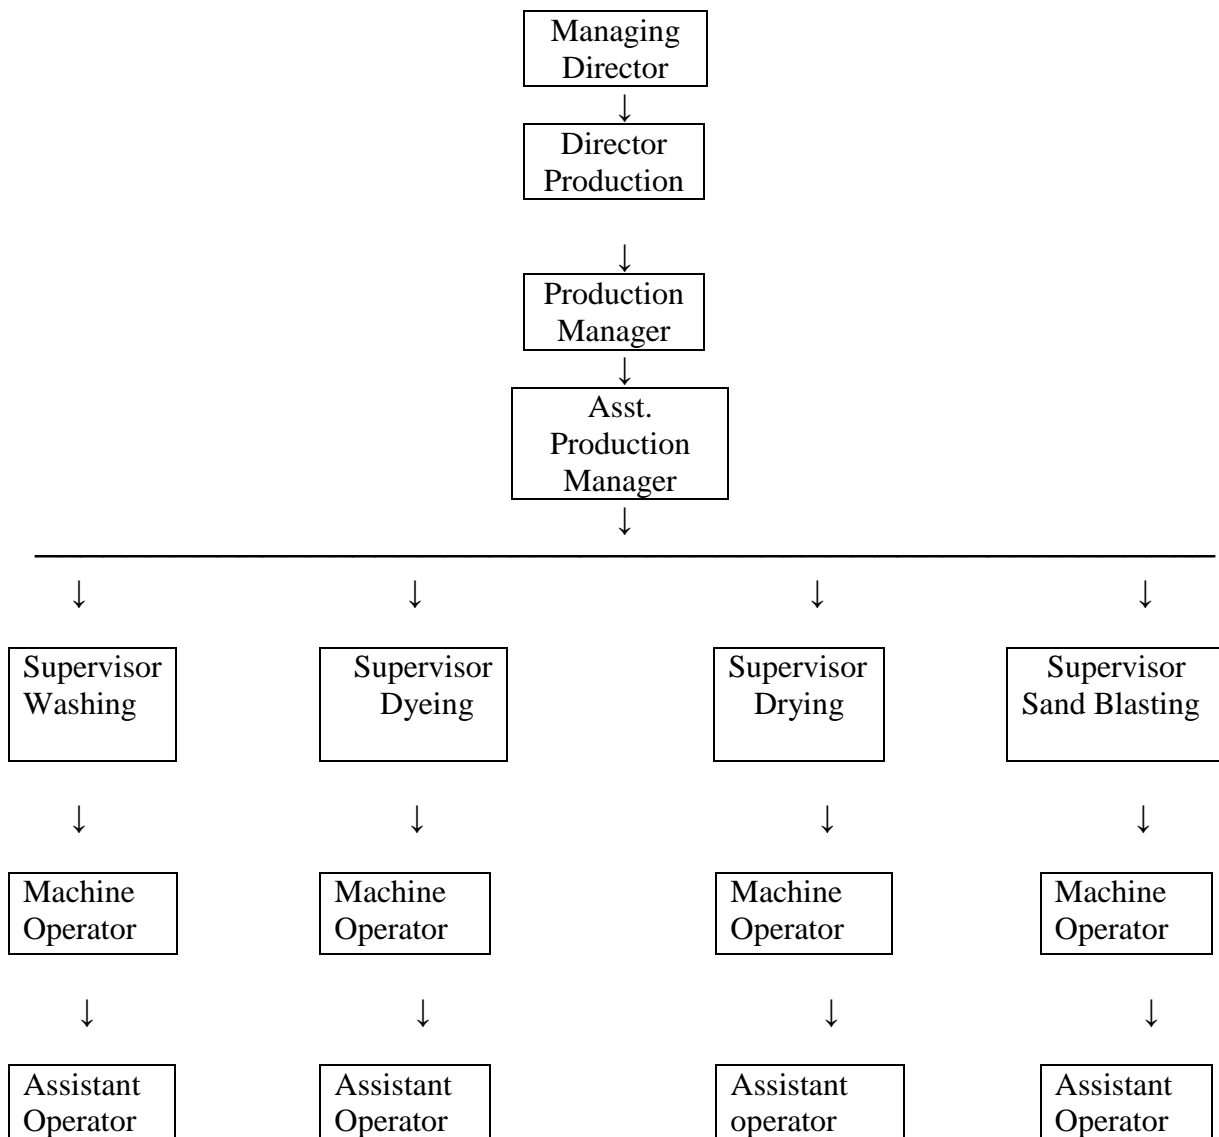 Managing
Director
↓
Director
Production
↓
Production
Manager
↓
Asst.
Production
Manager
↓
↓ ↓ ↓ ↓
Supervisor
Washing
Supervisor
Dyeing
Supervisor
Drying
Supervisor
Sand Blasting
↓ ↓ ↓ ↓
Machine
Operator
Machine
Operator
Machine
Operator
Machine
Operator
↓ ↓ ↓ ↓
Assistant
Operator
Assistant
Operator
Assistant
operator
Assistant
Operator